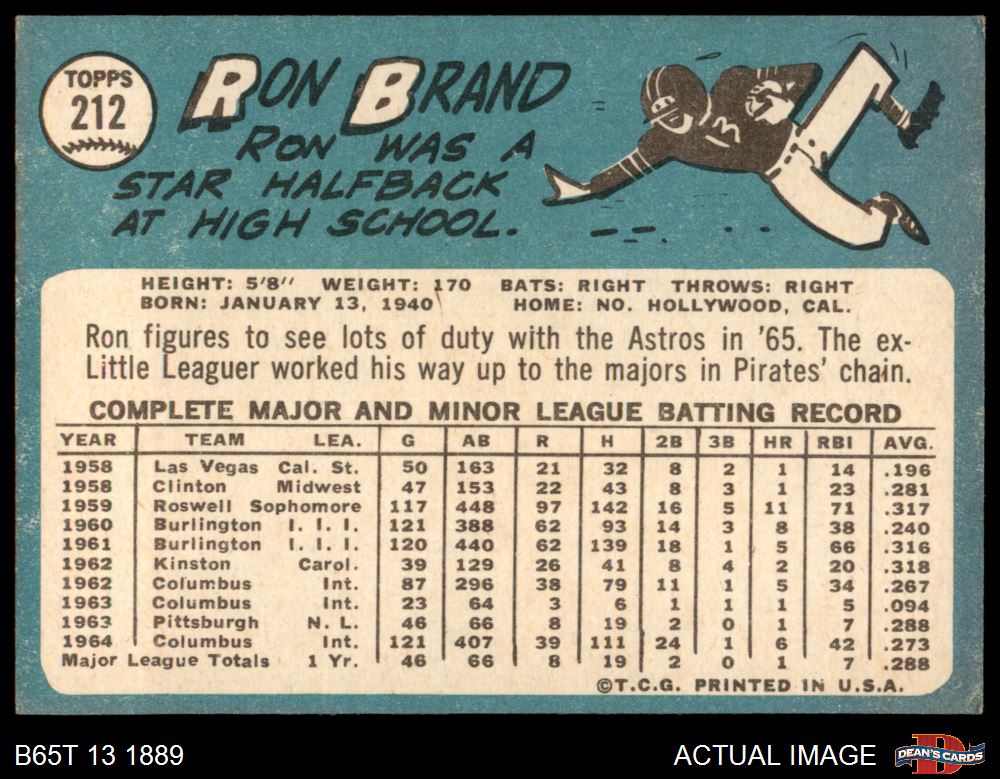 TOPPS
212
RON BRAND
RON WAS A
STAR HALFBACK
AT HIGH SCHOOL.
HEIGHT: 5'8" WEIGHT: 170 BATS: RIGHT THROWS: RIGHT
BORN: JANUARY 13, 1940 HOME: NO. HOLLYWOOD, CAL.
Ron figures to see lots of duty with the Astros in '65. The ex-
Little Leaguer worked his way up to the majors in Pirates' chain.
COMPLETE MAJOR AND MINOR LEAGUE BATTING RECORD
YEAR TEAM LEA. G AB R H 2B 3B HR RBI AVG.
1958 Las Vegas Cal. St. 50 163 21 32 8 2 1 14 .196
1958 Clinton Midwest 47 153 22 43 8 3 1 23 .281
1959 Roswell Sophomore 117 448 97 142 16 5 11 71 .317
1960 Burlington I. I. I. 121 388 62 93 14 3 8 38 .240
1961 Burlington I. I. I. 120 440 62 139 18 1 5 66 .316
1962 Kinston Carol. 39 129 26 41 8 4 2 20 .318
1962 Columbus Int. 87 296 38 79 11 1 5 34 .267
1963 Columbus Int. 23 64 3 6 1 1 1 5 .094
1963 Pittsburgh N. L. 46 66 8 19 2 0 1 7 .288
1964 Columbus Int. 121 407 39 111 24 1 6 42 .273
Major League Totals 1 Yr. 46 66 8 19 2 0 1 7 .288
©T.C.G. PRINTED IN U.S.A.
B65T 13 1889
ACTUAL IMAGE
DEAN'S CARDS